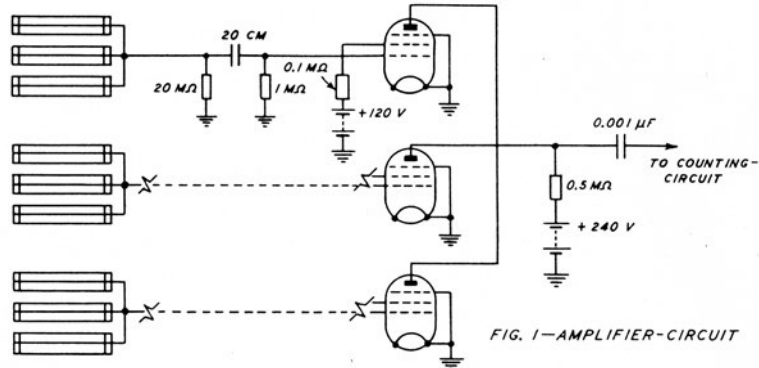 20 CM
20 MΩ
1 MΩ
0.1 MΩ
+120 V
0.001 μF
TO COUNTING-
CIRCUIT
0.5 MΩ
+ 240 V
FIG. 1—AMPLIFIER-CIRCUIT